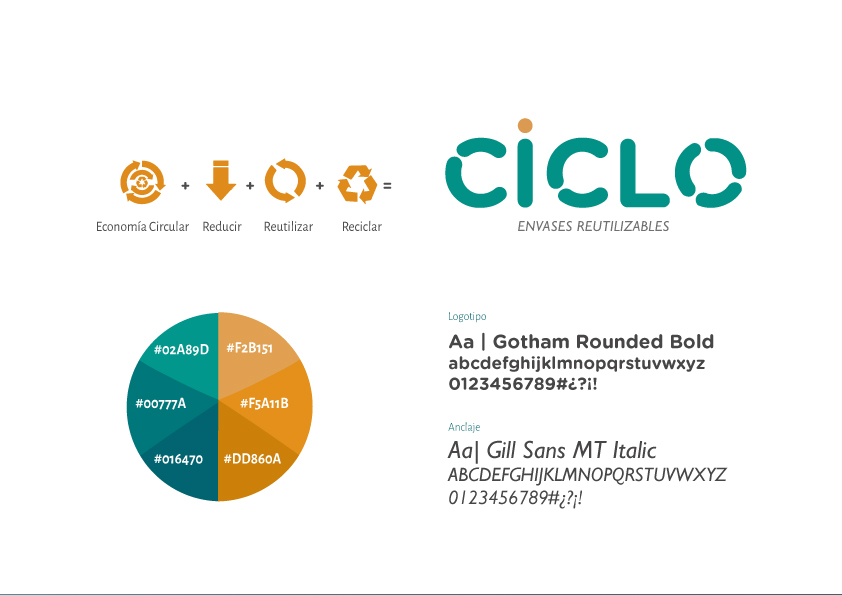 CiCLO
ENVASES REUTILIZABLES
+ + + =
Economía Circular Reducir Reutilizar Reciclar
#02A89D #F2B151
#00777A #F5A11B
#016470 #DD860A
Logotipo
Aa | Gotham Rounded Bold
abcdefghijklmnopqrstuvwxyz
0123456789#¿?¡!
Anclaje
Aa| Gill Sans MT Italic
ABCDEFGHIJKLMNOPQRSTUVWXYZ
0123456789#¿?¡!